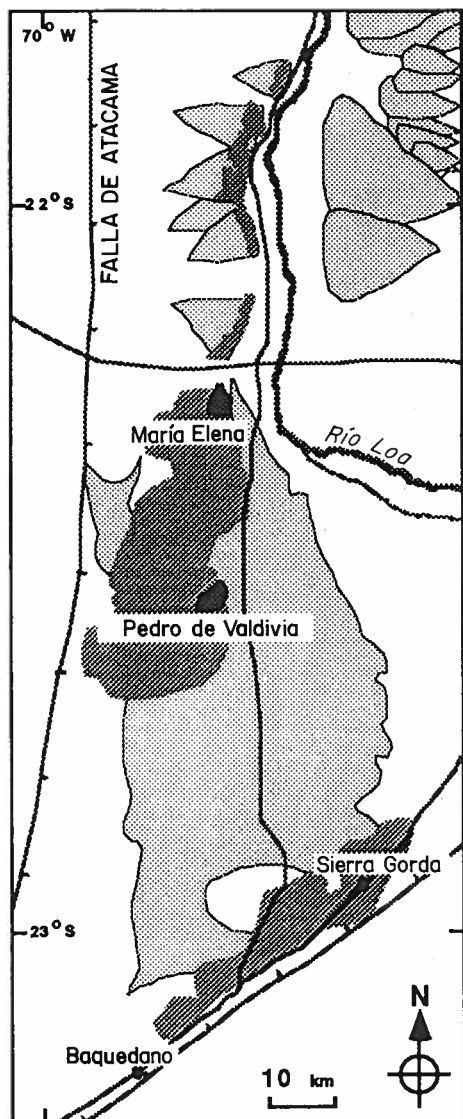 70° W
FALLA DE ATACAMA
22° S
María Elena
Río Loa
Pedro de Valdivia
Sierra Gorda
23° S
N
Baquedano
10 km